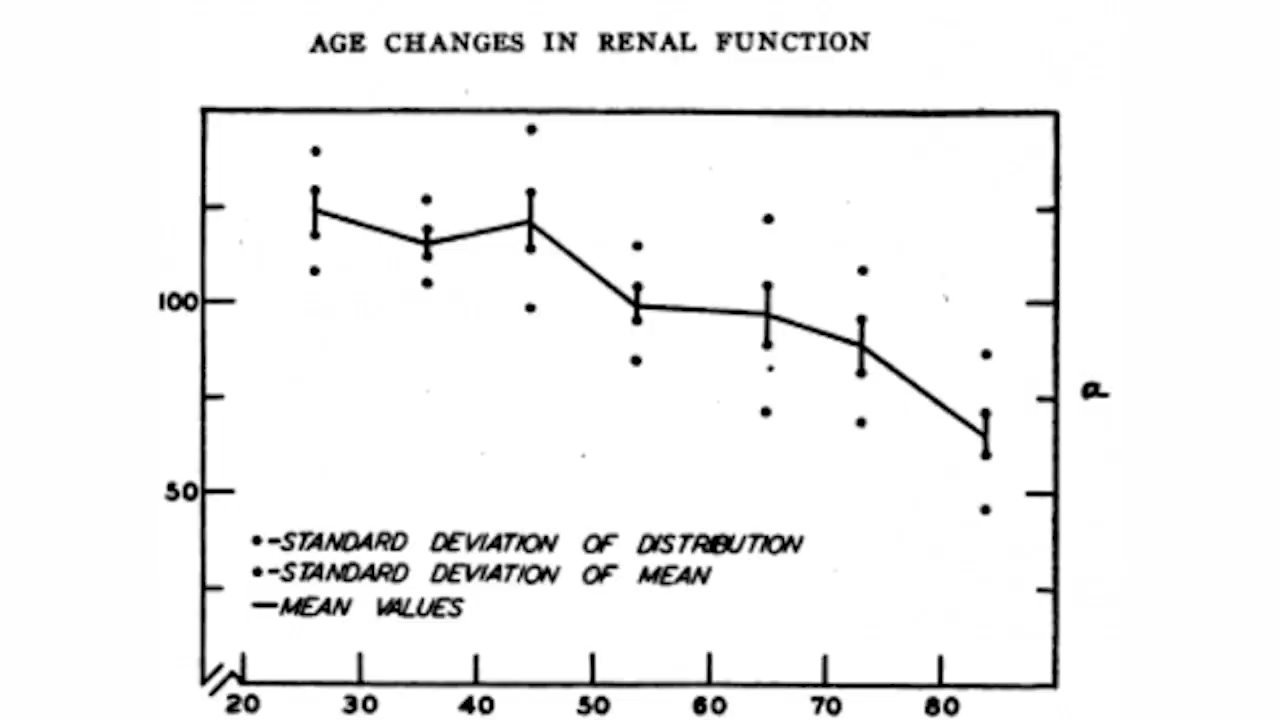 AGE CHANGES IN RENAL FUNCTION
100
50
a
•-STANDARD DEVIATION OF DISTRIBUTION
•-STANDARD DEVIATION OF MEAN
—MEAN VALUES
20 30 40 50 60 70 80